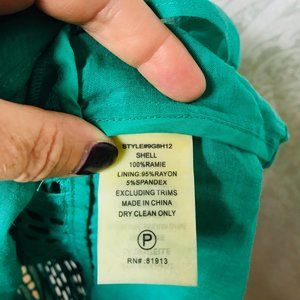 STYLE#9G8H12
SHELL
100%RAMIE
LINING:95%RAYON
5%SPANDEX
EXCLUDING TRIMS
MADE IN CHINA
DRY CLEAN ONLY
P
RN#:81913